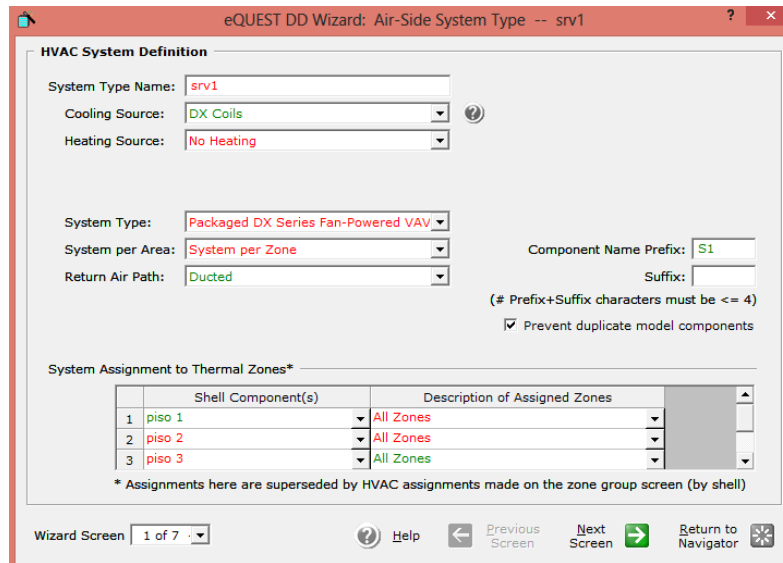 eQUEST DD Wizard: Air-Side System Type -- srv1 ? ×
HVAC System Definition
System Type Name: srv1
Cooling Source: DX Coils ?
Heating Source: No Heating
System Type: Packaged DX Series Fan-Powered VAV
System per Area: System per Zone Component Name Prefix: S1
Return Air Path: Ducted Suffix:
(# Prefix+Suffix characters must be <= 4)
Prevent duplicate model components
System Assignment to Thermal Zones*
Shell Component(s) Description of Assigned Zones
1 piso 1 All Zones
2 piso 2 All Zones
3 piso 3 All Zones
* Assignments here are superseded by HVAC assignments made on the zone group screen (by shell)
Wizard Screen 1 of 7 ? Help Previous Screen Next Screen Return to Navigator